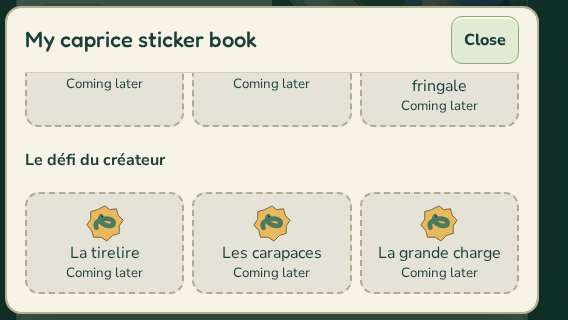 My caprice sticker book
Close
Coming later
Coming later
fringale
Coming later
Le défi du créateur
La tirelire
Les carapaces
La grande charge
Coming later
Coming later
Coming later